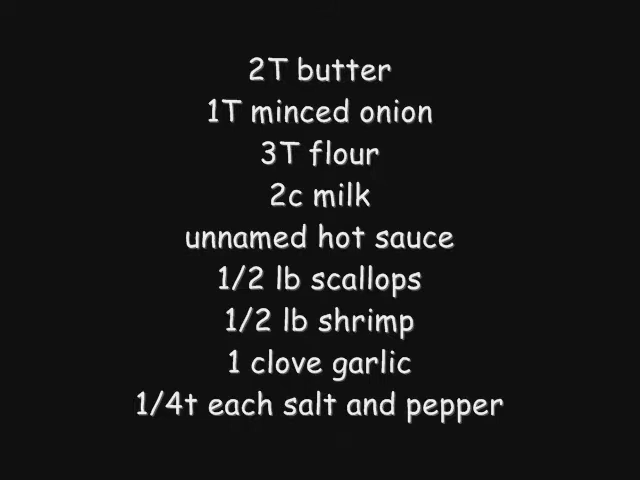 2T butter
1T minced onion
3T flour
2c milk
unnamed hot sauce
1/2 lb scallops
1/2 lb shrimp
1 clove garlic
1/4t each salt and pepper